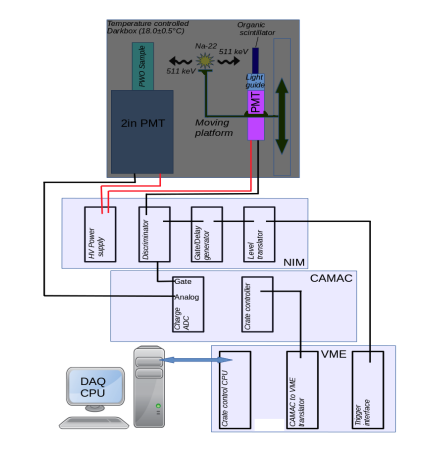 Temperature controlled
Darkbox (18.0±0.5°C)
Organic
scintillator
Na-22
511 keV
511 keV
PWO Sample
Light
guide
PMT
2in PMT
Moving
platform
HV Power
supply
Discriminator
Gate/Delay
generator
Level
translator
NIM
CAMAC
Gate
Analog
Charge
ADC
Crate controller
VME
DAQ
CPU
Crate control CPU
CAMAC to VME
translator
Trigger
interface